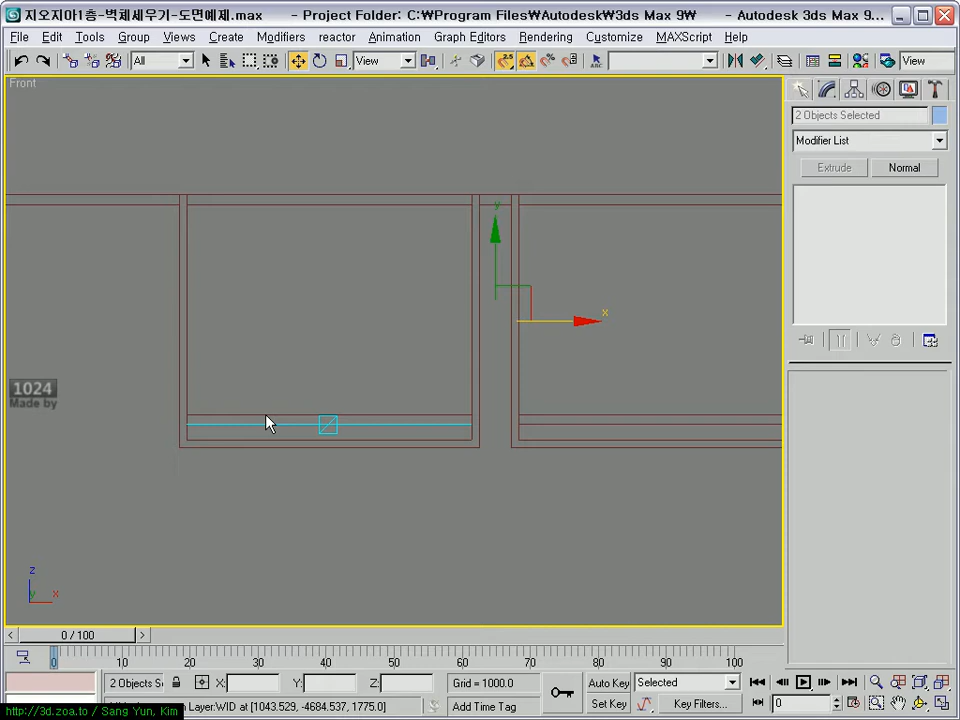 지오지아1층-벽체세우기-도면예제.max - Project Folder: C:₩Program Files₩Autodesk₩3ds Max 9₩ - Autodesk 3ds Max 9...
File Edit Tools Group Views Create Modifiers reactor Animation Graph Editors Rendering Customize MAXScript Help
All View View
Front
2 Objects Selected
Modifier List
Extrude Normal
y
x
1024
Made by
z
y x
< 0 / 100 >
0 10 20 30 40 50 60 70 80 90 100
2 Objects S X: Y: Z: Grid = 1000.0 Auto Key Selected
Layer:WID at [1043.529, -4684.537, 1775.0] Add Time Tag Set Key Key Filters... 0
http://3d.zoa.to / Sang Yun, Kim